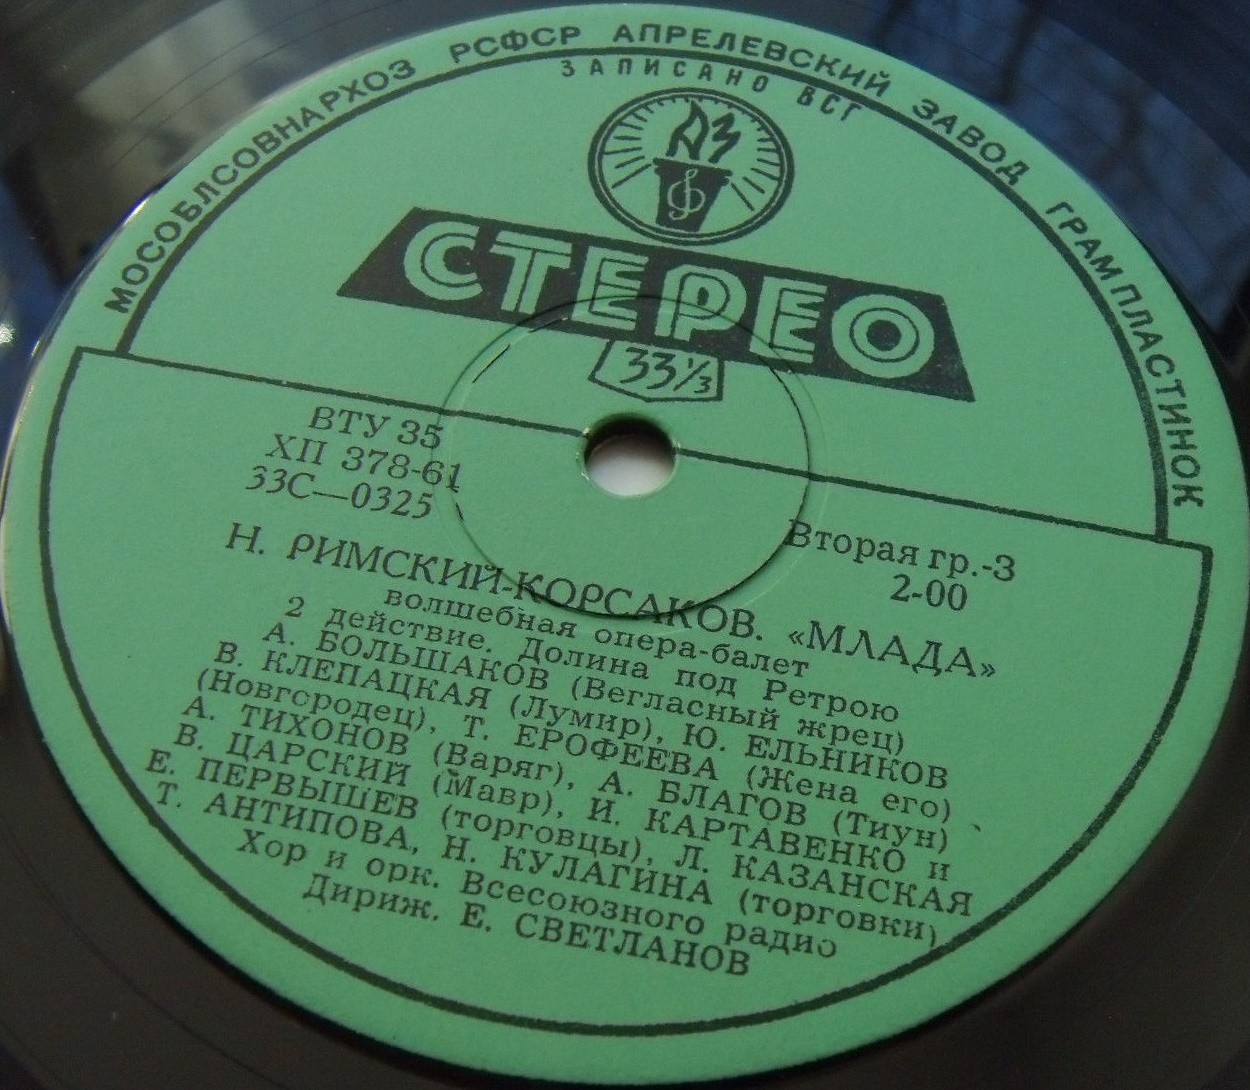 МОСОБЛСОВНАРХОЗ РСФСР АПРЕЛЕВСКИЙ ЗАВОД ГРАМПЛАСТИНОК
ЗАПИСАНО ВСГ
АЗ
СТЕРЕО
33⅓
ВТУ 35
ХП 378-61
33С—0325
Вторая гр.-3
2-00
Н. РИМСКИЙ-КОРСАКОВ. «МЛАДА»
волшебная опера-балет
2 действие. Долина под Ретрою
А. БОЛЬШАКОВ (Вегласный жрец)
В. КЛЕПАЦКАЯ (Лумир), Ю. ЕЛЬНИКОВ
(Новгородец), Т. ЕРОФЕЕВА (Жена его)
А. ТИХОНОВ (Варяг), А. БЛАГОВ (Тиун)
В. ЦАРСКИЙ (Мавр), И. КАРТАВЕНКО и
Е. ПЕРВЫШЕВ (торговцы), Л. КАЗАНСКАЯ
Т. АНТИПОВА, Н. КУЛАГИНА (торговки)
Хор и орк. Всесоюзного радио
Дириж. Е. СВЕТЛАНОВ